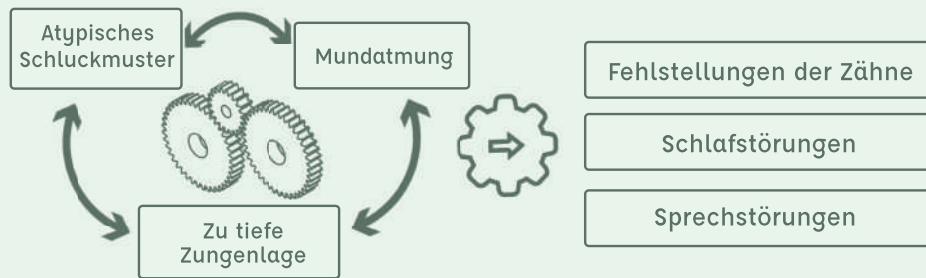 Atypisches
Schluckmuster
Mundatmung
Zu tiefe
Zungenlage
Fehlstellungen der Zähne
Schlafstörungen
Sprechstörungen